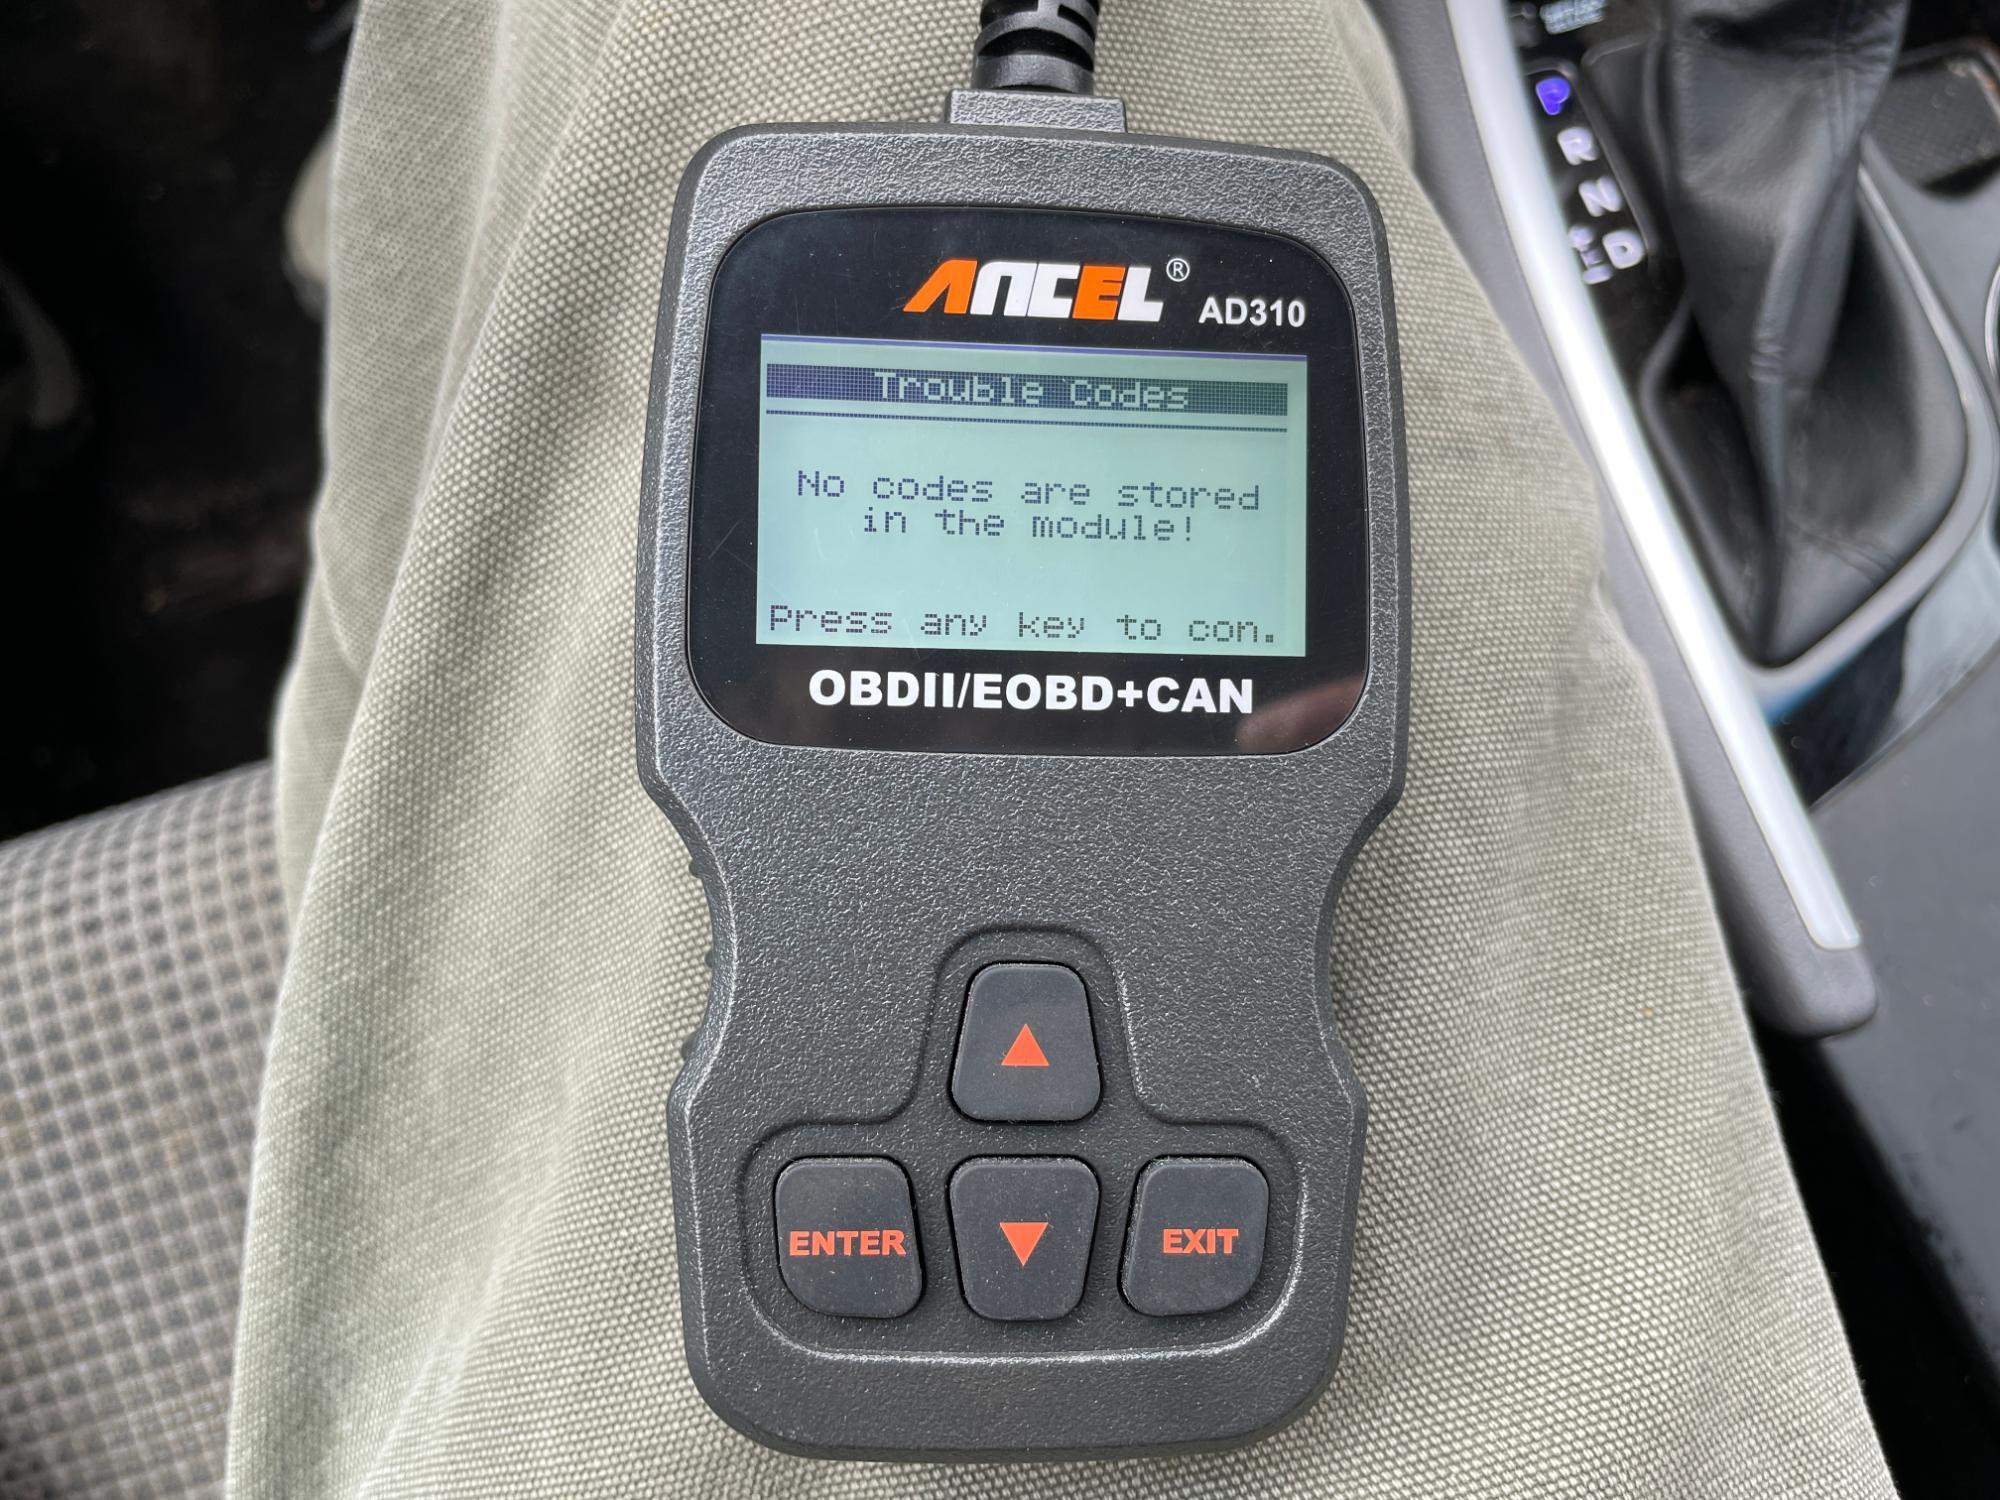 ANCEL® AD310
Trouble Codes
No codes are stored
in the module!
Press any key to con.
OBDII/EOBD+CAN
ENTER
EXIT
P
R
N
D